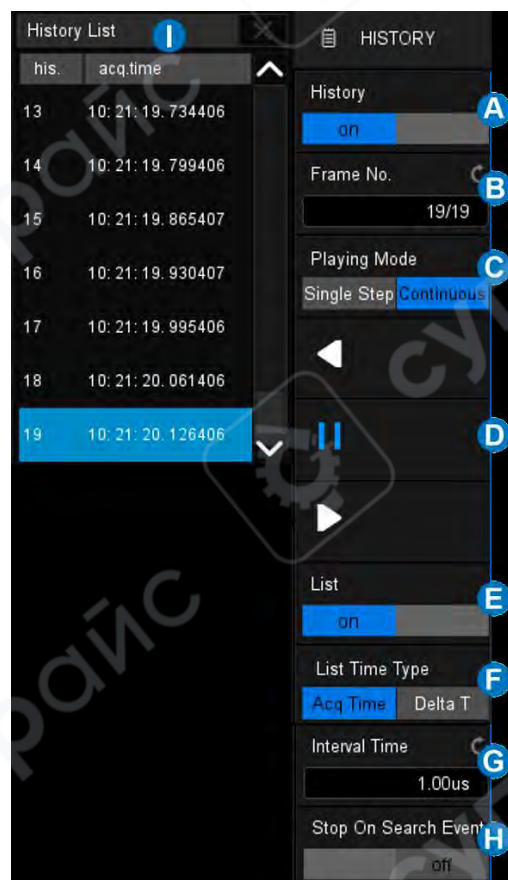 History List
I
his. acq.time
13 10: 21: 19. 734406
14 10: 21: 19. 799406
15 10: 21: 19. 865407
16 10: 21: 19. 930407
17 10: 21: 19. 995406
18 10: 21: 20. 061406
19 10: 21: 20. 126406
HISTORY
History
A
on
Frame No.
B
19/19
Playing Mode
C
Single Step Continuous
D
List
E
on
List Time Type
F
Acq Time Delta T
Interval Time
G
1.00us
Stop On Search Event
H
off